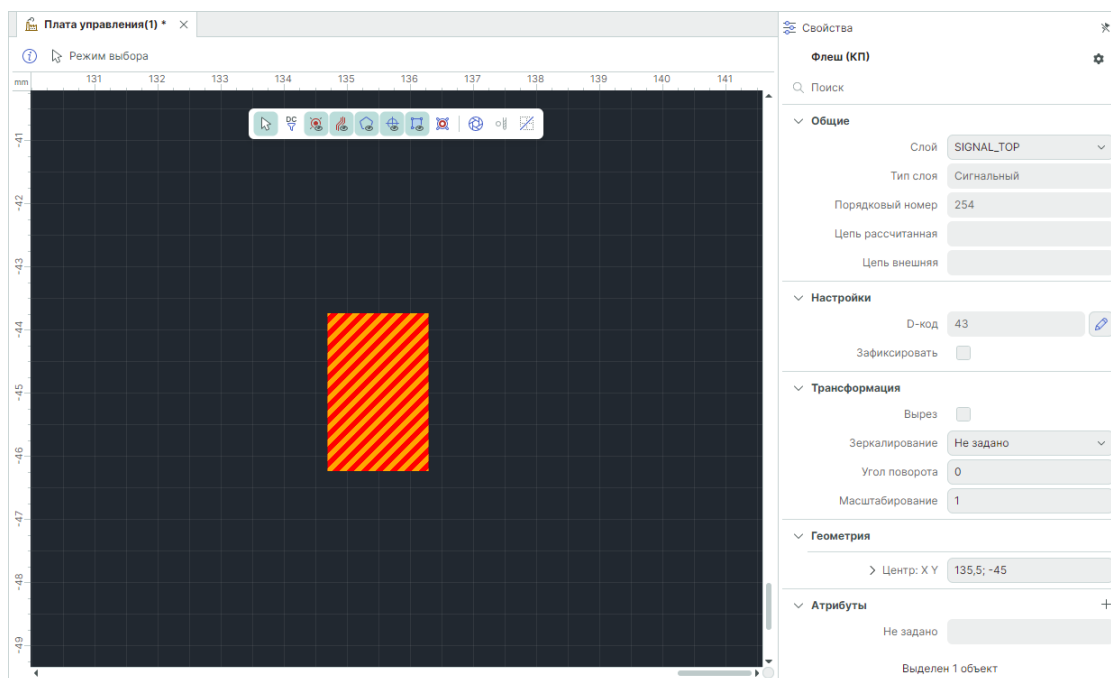 Плата управления(1) *
Режим выбора
mm 131 132 133 134 135 136 137 138 139 140 141
DC
-41
-42
-43
-44
-45
-46
-47
-48
-49
Свойства
Флеш (КП)
Поиск
Общие
Слой SIGNAL_TOP
Тип слоя Сигнальный
Порядковый номер 254
Цепь рассчитанная
Цепь внешняя
Настройки
D-код 43
Зафиксировать
Трансформация
Вырез
Зеркалирование Не задано
Угол поворота 0
Масштабирование 1
Геометрия
Центр: X Y 135,5; -45
Атрибуты
Не задано
Выделен 1 объект